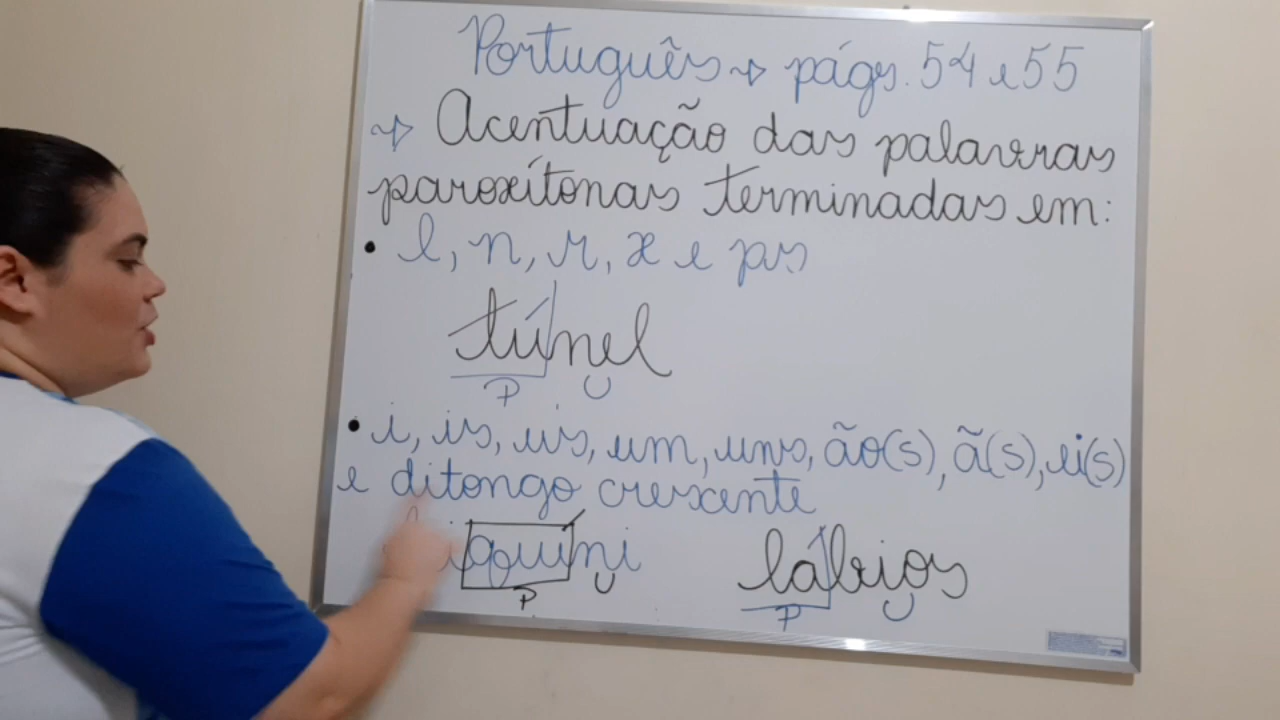 Português → págs. 54 e 55
→ Acentuação das palavras
paroxítonas terminadas em:
• l, n, r, x e ps
túnel
P U
• i, is, us, um, uns, ão(s), ã(s), ei(s)
e ditongo crescente
quíni lábios
P U P U